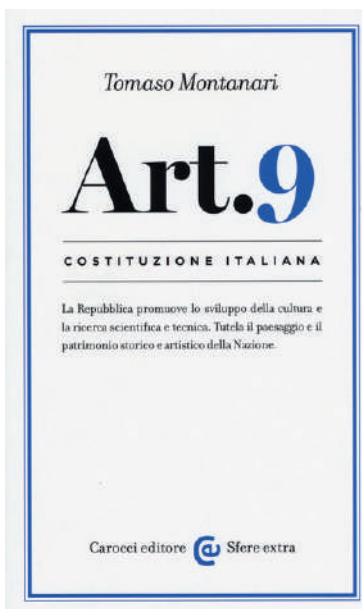 Tomaso Montanari
Art.9
COSTITUZIONE ITALIANA
La Repubblica promuove lo sviluppo della cultura e
la ricerca scientifica e tecnica. Tutela il paesaggio e il
patrimonio storico e artistico della Nazione.
Carocci editore Sfere extra